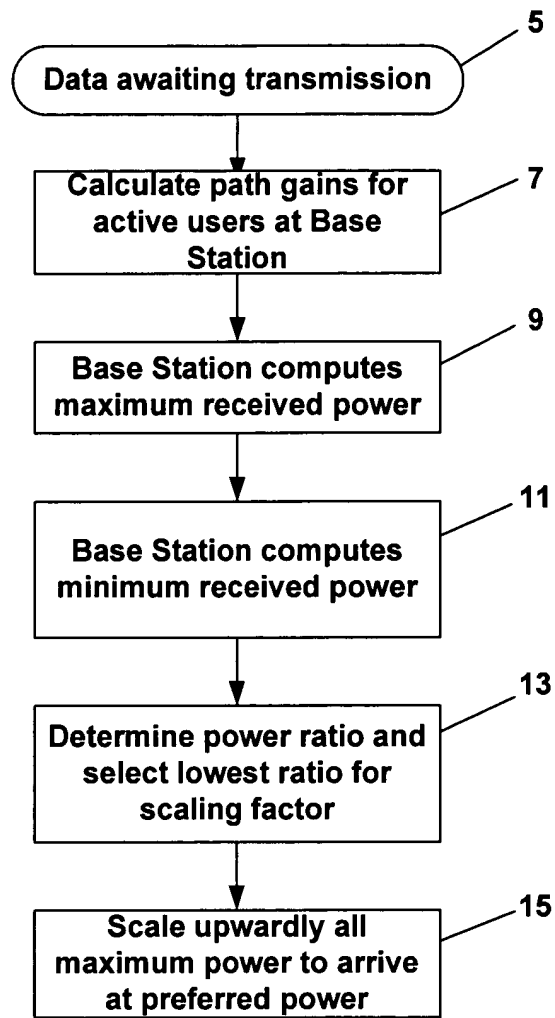 5
Data awaiting transmission
7
Calculate path gains for
active users at Base
Station
9
Base Station computes
maximum received power
11
Base Station computes
minimum received power
13
Determine power ratio and
select lowest ratio for
scaling factor
15
Scale upwardly all
maximum power to arrive
at preferred power